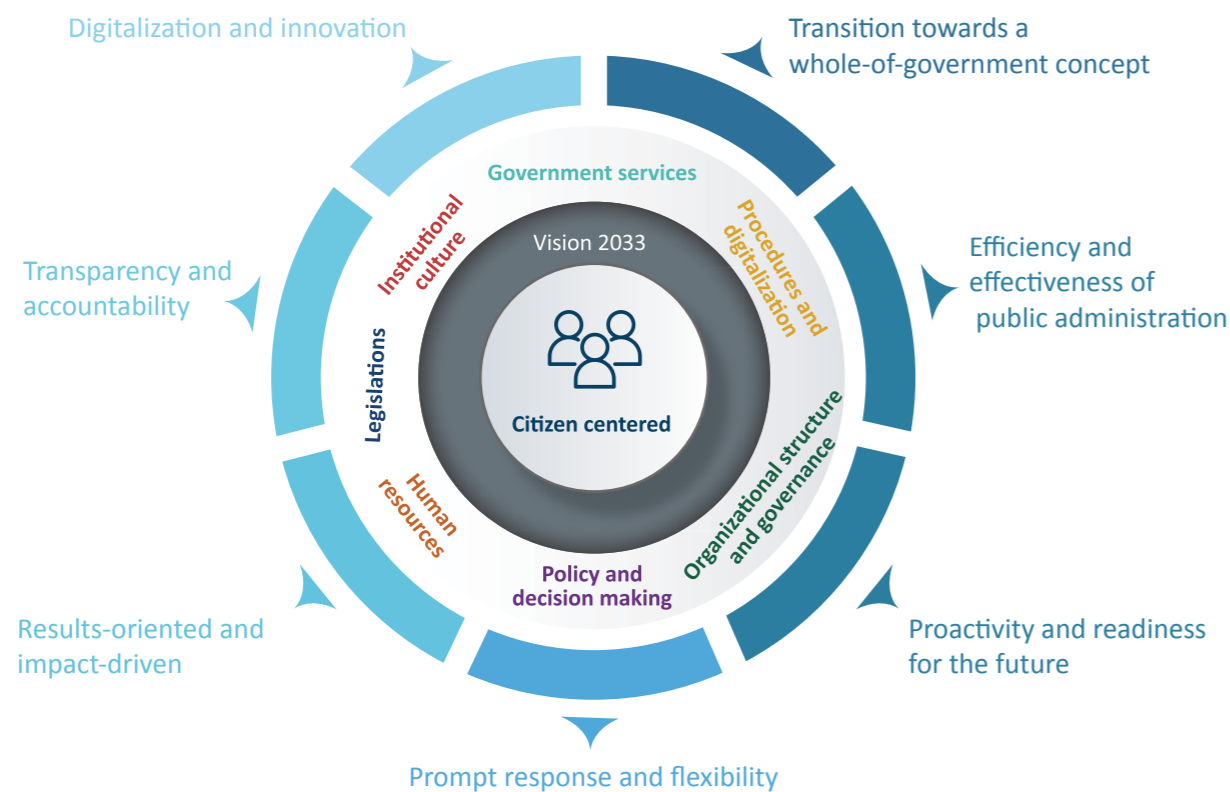 Digitalization and innovation
Transition towards a
whole-of-government concept
Government services
Institutional
culture
Procedures and
digitalization
Vision 2033
Transparency and
accountability
Efficiency and
effectiveness of
public administration
Legislations
Citizen centered
Human
resources
Organizational structure
and governance
Policy and
decision making
Results-oriented and
impact-driven
Proactivity and readiness
for the future
Prompt response and flexibility